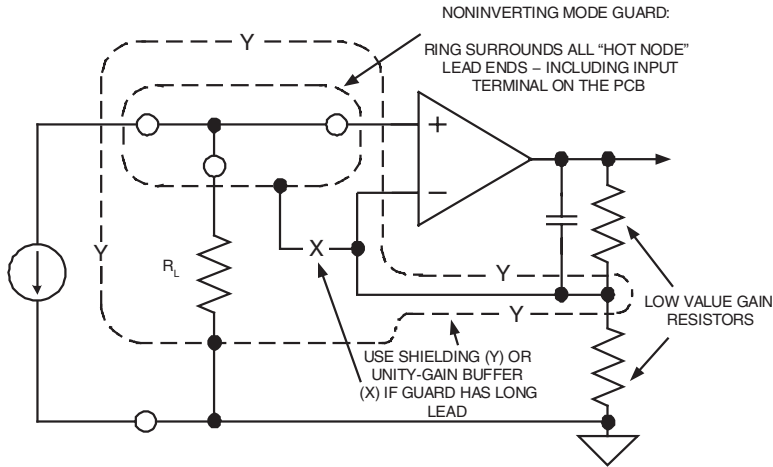 NONINVERTING MODE GUARD:
RING SURROUNDS ALL “HOT NODE”
LEAD ENDS – INCLUDING INPUT
TERMINAL ON THE PCB
Y
+
−
Y
X
Y
RL
Y
LOW VALUE GAIN
RESISTORS
USE SHIELDING (Y) OR
UNITY-GAIN BUFFER
(X) IF GUARD HAS LONG
LEAD